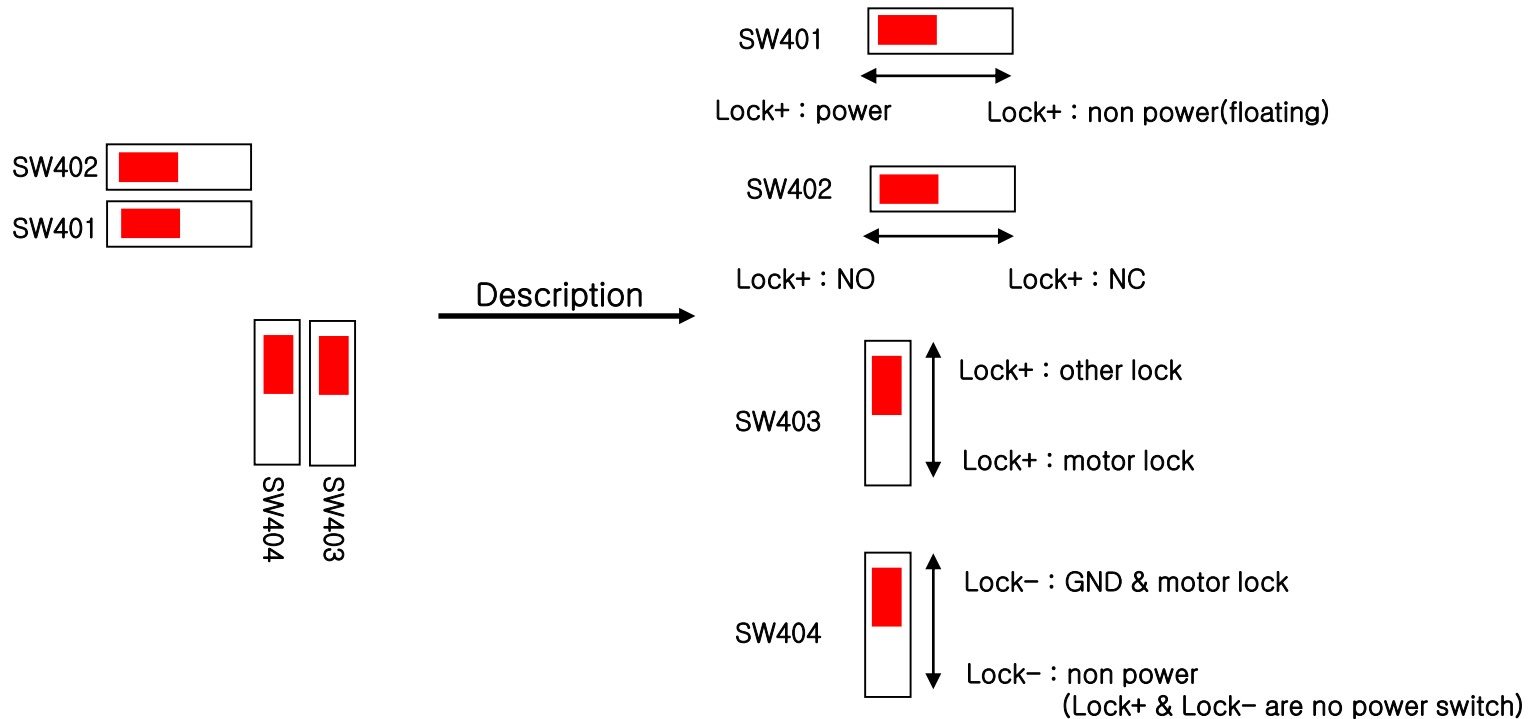 SW402
SW401
SW404
SW403
Description
SW401
Lock+ : power
Lock+ : non power(floating)
SW402
Lock+ : NO
Lock+ : NC
SW403
Lock+ : other lock
Lock+ : motor lock
SW404
Lock- : GND & motor lock
Lock- : non power
(Lock+ & Lock- are no power switch)